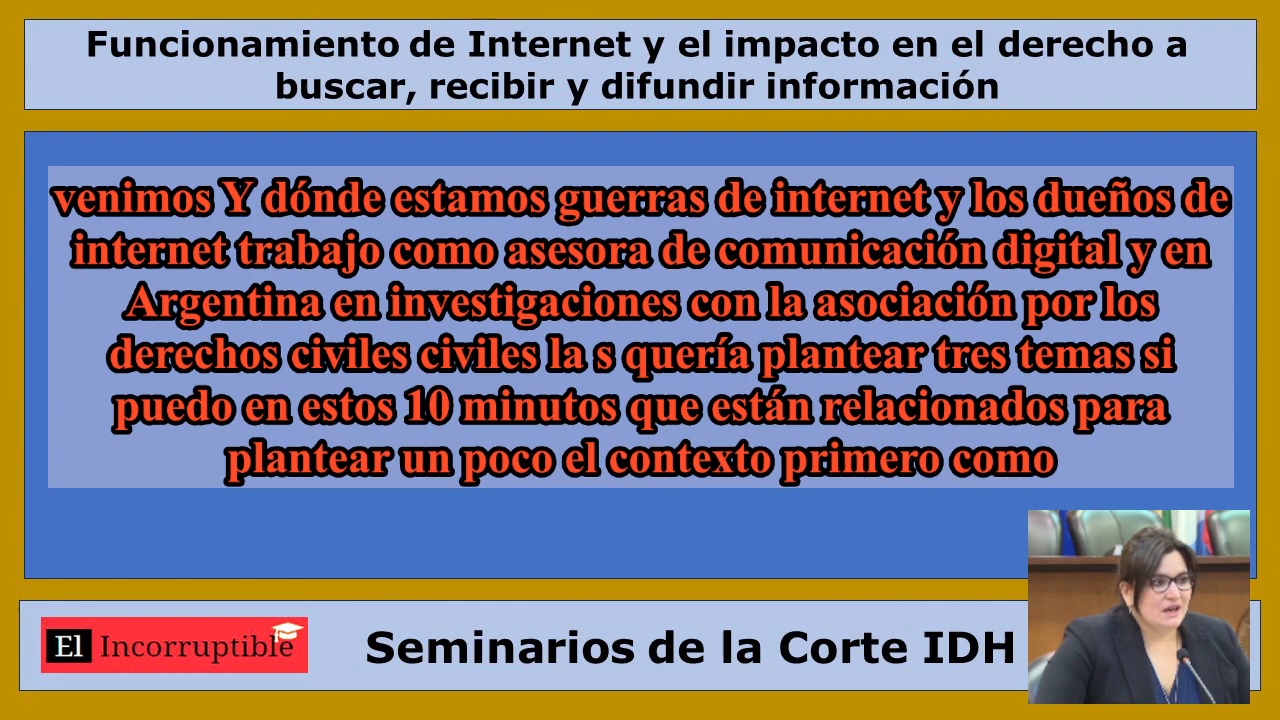 Funcionamiento de Internet y el impacto en el derecho a
buscar, recibir y difundir información
venimos Y dónde estamos guerras de internet y los dueños de
internet trabajo como asesora de comunicación digital y en
Argentina en investigaciones con la asociación por los
derechos civiles civiles la s quería plantear tres temas si
puedo en estos 10 minutos que están relacionados para
plantear un poco el contexto primero como
El Incorruptible
Seminarios de la Corte IDH